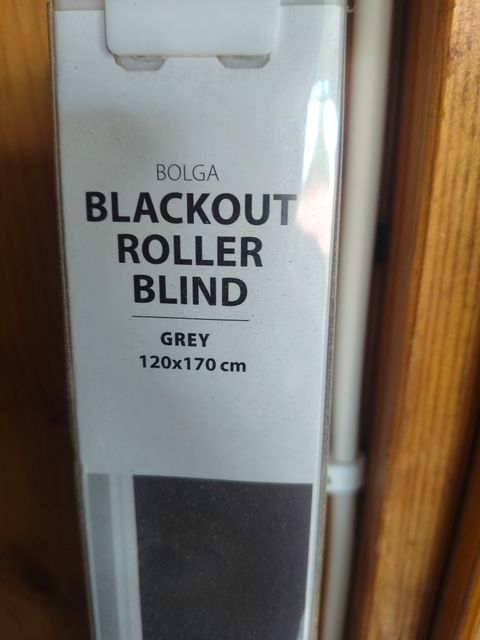 BOLGA
BLACKOUT
ROLLER
BLIND
GREY
120x170 cm